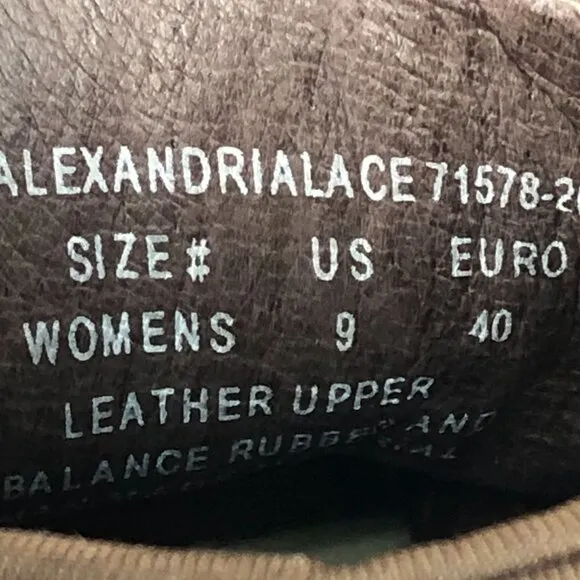 ALEXANDRIALACE 71578-2
SIZE # US EURO
WOMENS 9 40
LEATHER UPPER
BALANCE RUBBER AND